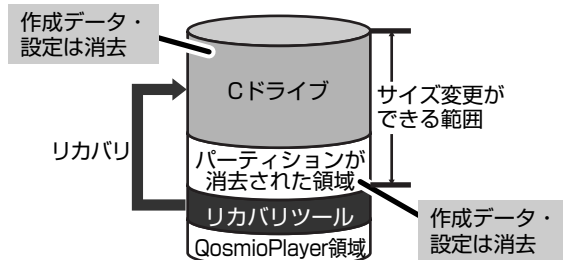 作成データ・
設定は消去
Cドライブ
サイズ変更が
できる範囲
リカバリ
パーティションが
消去された領域
リカバリツール
QosmioPlayer領域
作成データ・
設定は消去